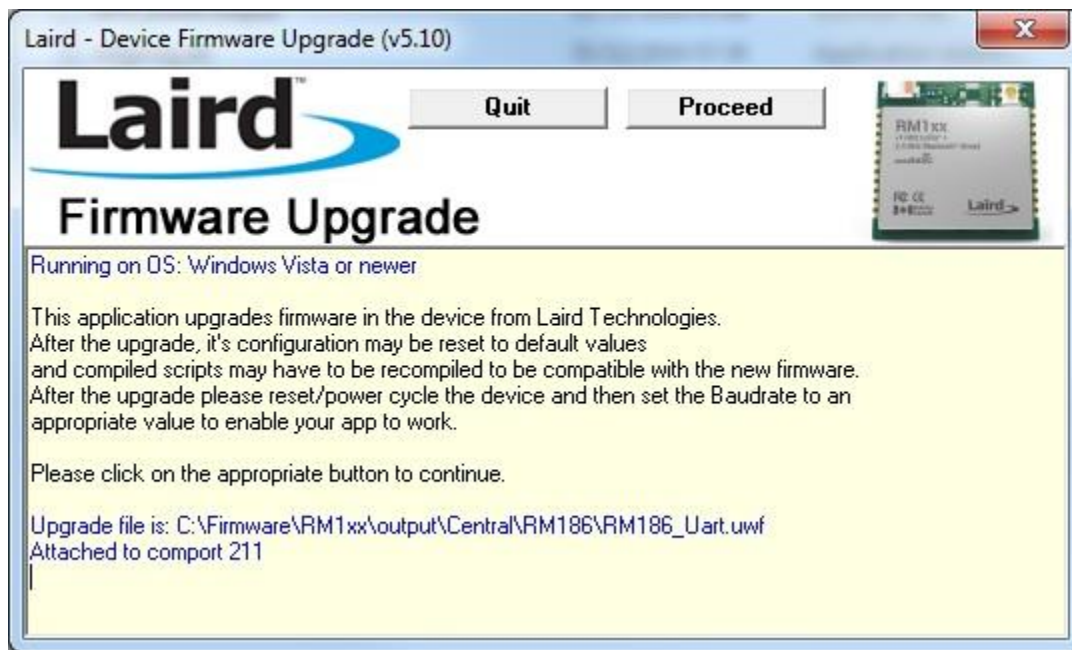 Laird - Device Firmware Upgrade (v5.10)
Laird™
Quit
Proceed
Firmware Upgrade
RM1xx
Laird
Running on OS: Windows Vista or newer
This application upgrades firmware in the device from Laird Technologies.
After the upgrade, it's configuration may be reset to default values
and compiled scripts may have to be recompiled to be compatible with the new firmware.
After the upgrade please reset/power cycle the device and then set the Baudrate to an
appropriate value to enable your app to work.
Please click on the appropriate button to continue.
Upgrade file is: C:\Firmware\RM1xx\output\Central\RM186\RM186_Uart.uwf
Attached to comport 211